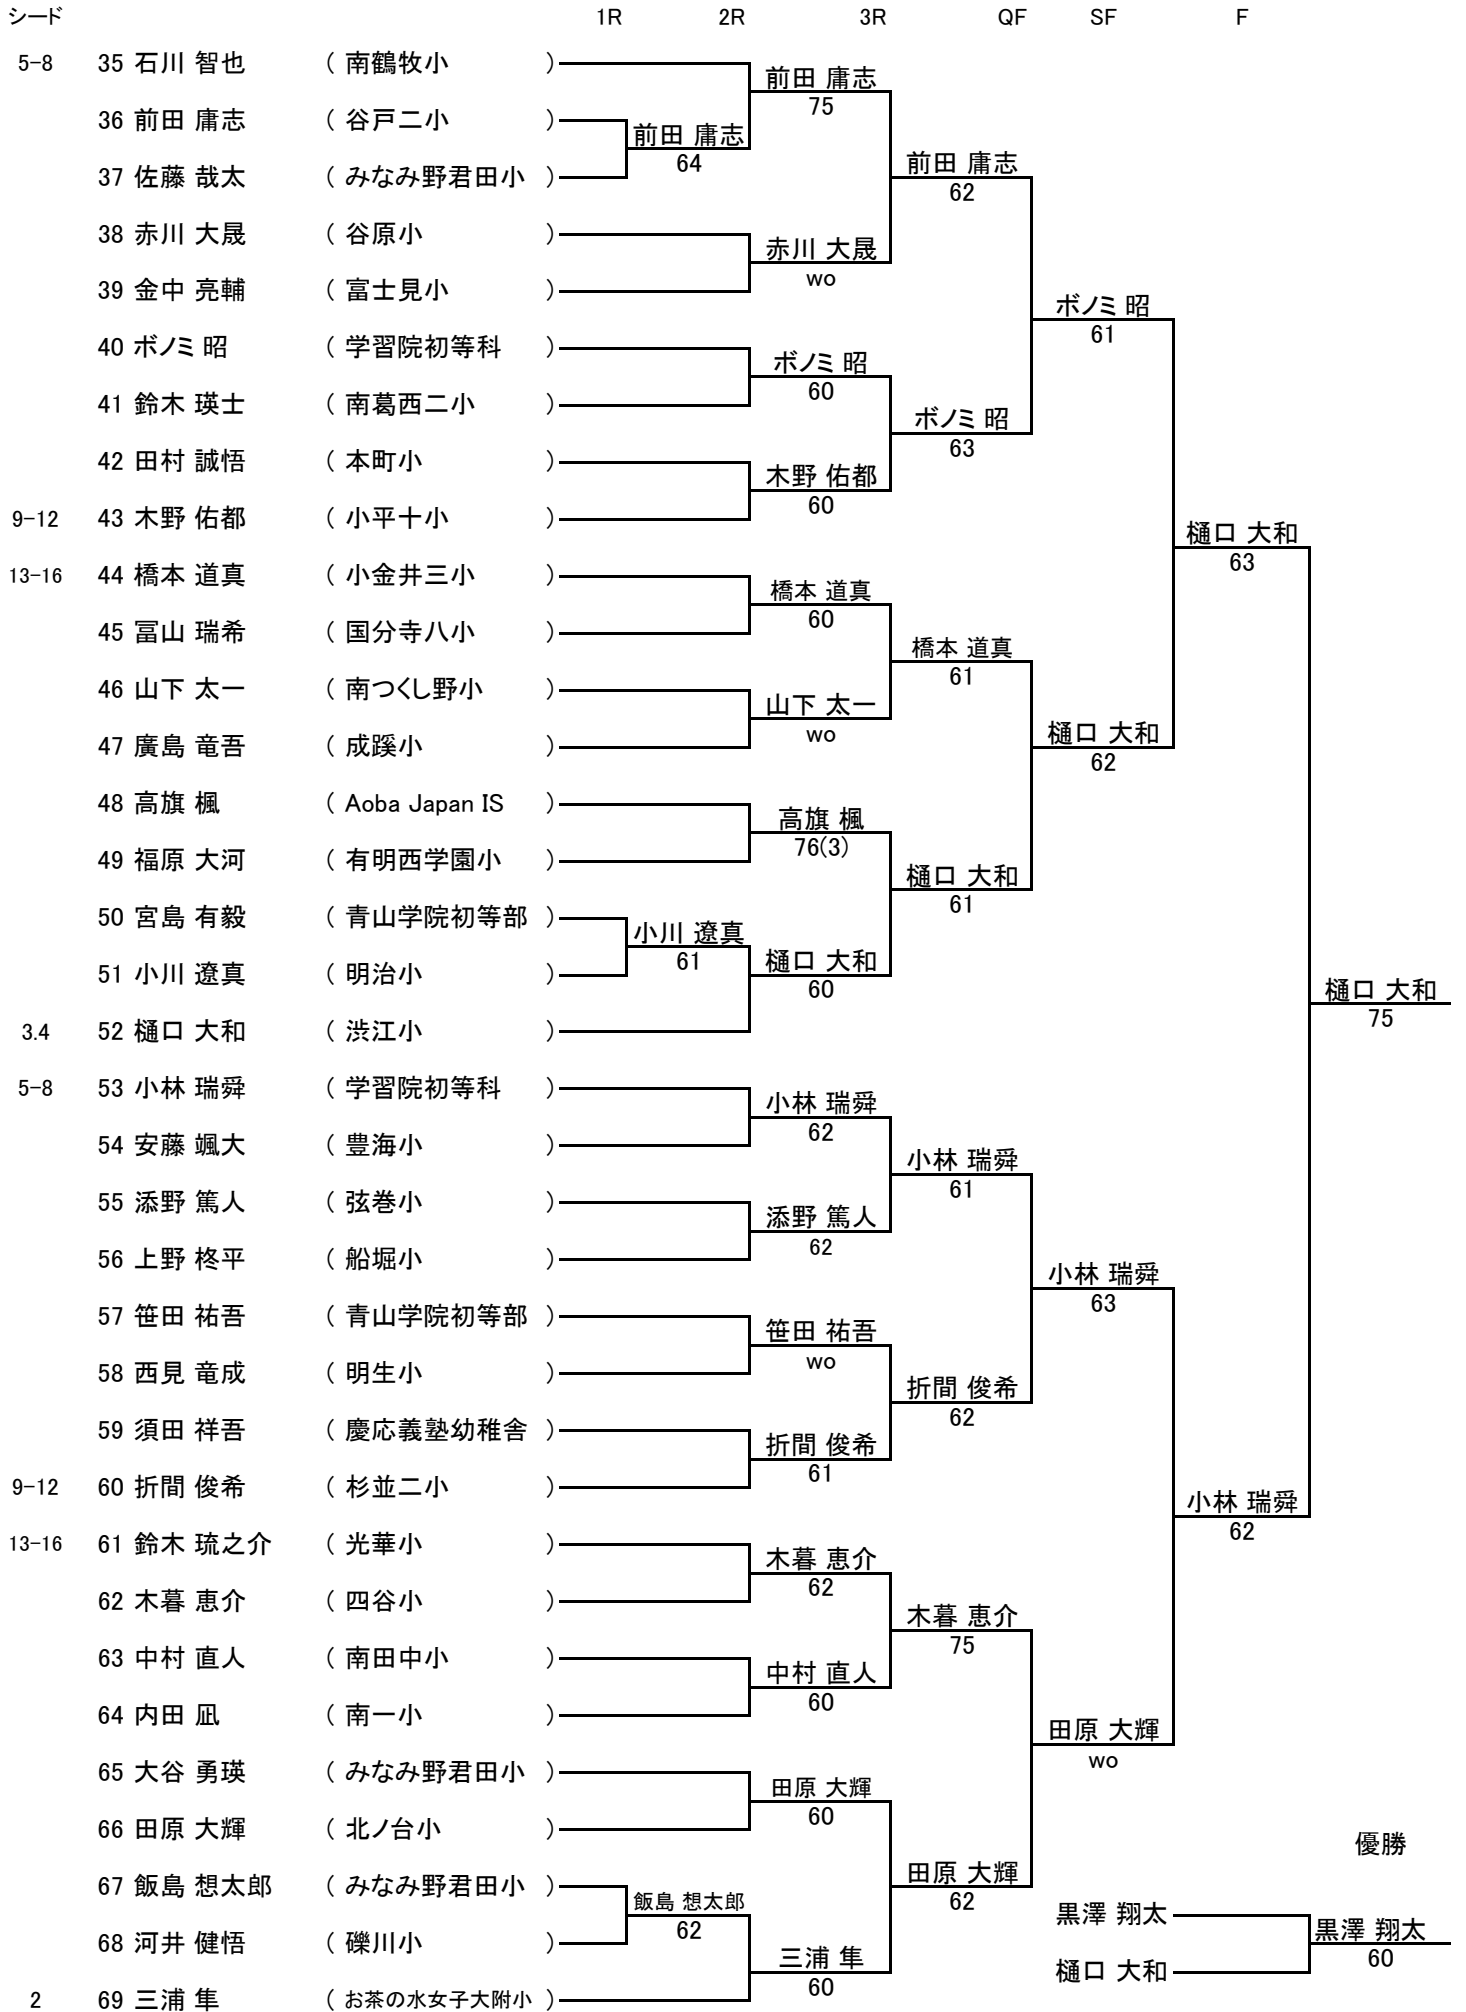 シード 1R 2R 3R QF SF F
5-8 35 石川 智也 ( 南鶴牧小 )
前田 庸志
75
36 前田 庸志 ( 谷戸二小 )
前田 庸志
64
37 佐藤 哉太 ( みなみ野君田小 )
前田 庸志
62
38 赤川 大晟 ( 谷原小 )
赤川 大晟
wo
39 金中 亮輔 ( 富士見小 )
ボノミ 昭
61
40 ボノミ 昭 ( 学習院初等科 )
ボノミ 昭
60
41 鈴木 瑛士 ( 南葛西二小 )
ボノミ 昭
63
42 田村 誠悟 ( 本町小 )
木野 佑都
60
9-12 43 木野 佑都 ( 小平十小 )
樋口 大和
63
13-16 44 橋本 道真 ( 小金井三小 )
橋本 道真
60
45 冨山 瑞希 ( 国分寺八小 )
橋本 道真
61
46 山下 太一 ( 南つくし野小 )
山下 太一
wo
47 廣島 竜吾 ( 成蹊小 )
樋口 大和
62
48 高旗 楓 ( Aoba Japan IS )
高旗 楓
76(3)
49 福原 大河 ( 有明西学園小 )
樋口 大和
61
50 宮島 有毅 ( 青山学院初等部 )
小川 遼真
61
樋口 大和
60
51 小川 遼真 ( 明治小 )
樋口 大和
75
3.4 52 樋口 大和 ( 渋江小 )
5-8 53 小林 瑞舜 ( 学習院初等科 )
小林 瑞舜
62
54 安藤 颯大 ( 豊海小 )
小林 瑞舜
61
55 添野 篤人 ( 弦巻小 )
添野 篤人
62
56 上野 柊平 ( 船堀小 )
小林 瑞舜
63
57 笹田 祐吾 ( 青山学院初等部 )
笹田 祐吾
wo
58 西見 竜成 ( 明生小 )
折間 俊希
62
59 須田 祥吾 ( 慶応義塾幼稚舎 )
折間 俊希
61
9-12 60 折間 俊希 ( 杉並二小 )
小林 瑞舜
62
13-16 61 鈴木 琉之介 ( 光華小 )
木暮 恵介
62
62 木暮 恵介 ( 四谷小 )
木暮 恵介
75
63 中村 直人 ( 南田中小 )
中村 直人
60
64 内田 凪 ( 南一小 )
田原 大輝
wo
65 大谷 勇瑛 ( みなみ野君田小 )
田原 大輝
60
66 田原 大輝 ( 北ノ台小 )
優勝
67 飯島 想太郎 ( みなみ野君田小 )
田原 大輝
62
飯島 想太郎
62
黒澤 翔太
黒澤 翔太
60
68 河井 健悟 ( 礫川小 )
三浦 隼
60
樋口 大和
2 69 三浦 隼 ( お茶の水女子大附小 )